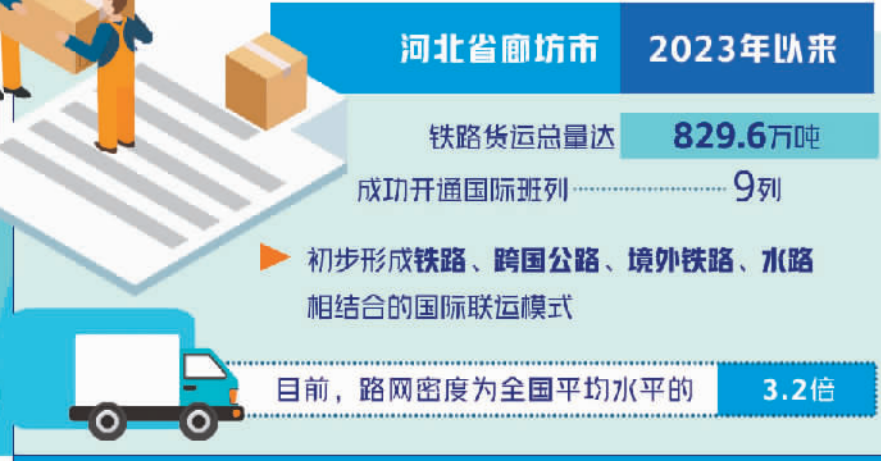 河北省廊坊市 2023年以来
铁路货运总量达 829.6万吨
成功开通国际班列 9列
初步形成铁路、跨国公路、境外铁路、水路
相结合的国际联运模式
目前，路网密度为全国平均水平的 3.2倍